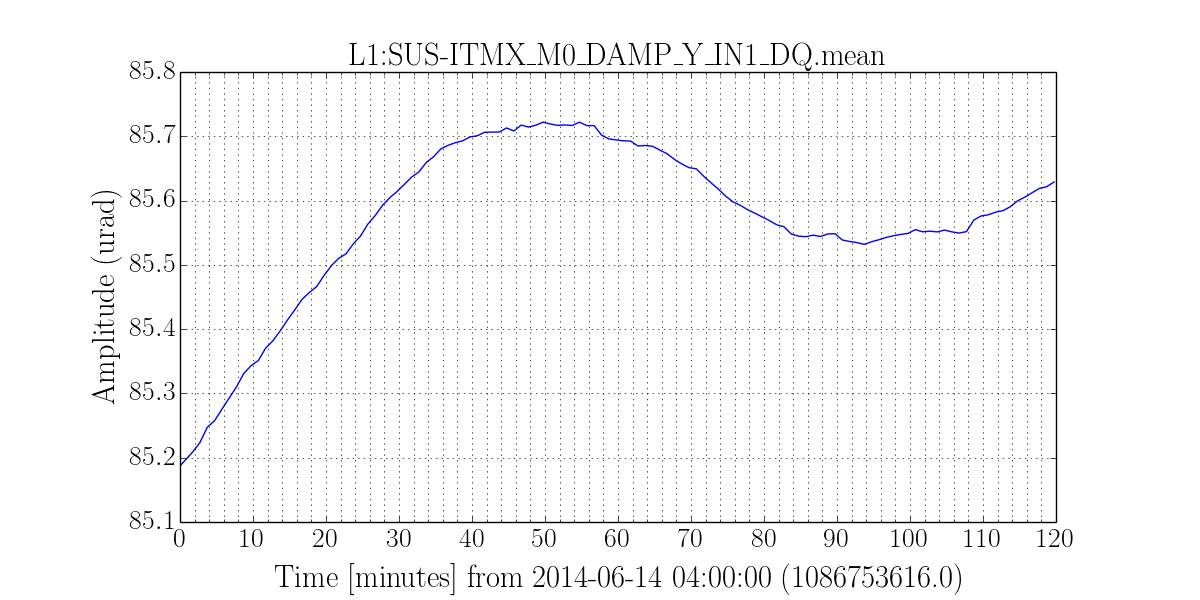 L1:SUS-ITMX_M0_DAMP_Y_IN1_DQ.mean
85.8
85.7
85.6
85.5
85.4
85.3
85.2
85.1
Amplitude (urad)
0 10 20 30 40 50 60 70 80 90 100 110 120
Time [minutes] from 2014-06-14 04:00:00 (1086753616.0)